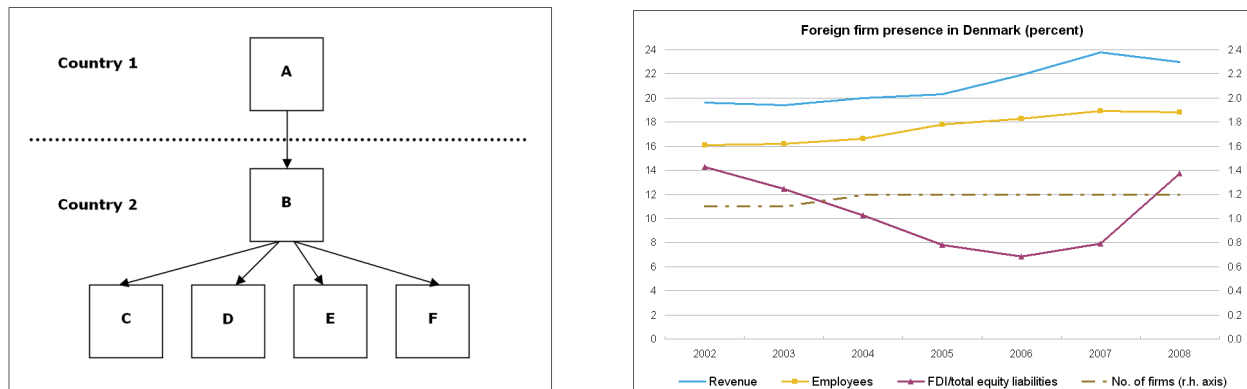 Country 1
A
Country 2
B
C
D
E
F
Foreign firm presence in Denmark (percent)
24
22
20
18
16
14
12
10
8
6
4
2
0
2.4
2.2
2.0
1.8
1.6
1.4
1.2
1.0
0.8
0.6
0.4
0.2
0.0
2002 2003 2004 2005 2006 2007 2008
Revenue Employees FDI/total equity liabilities No. of firms (r.h. axis)